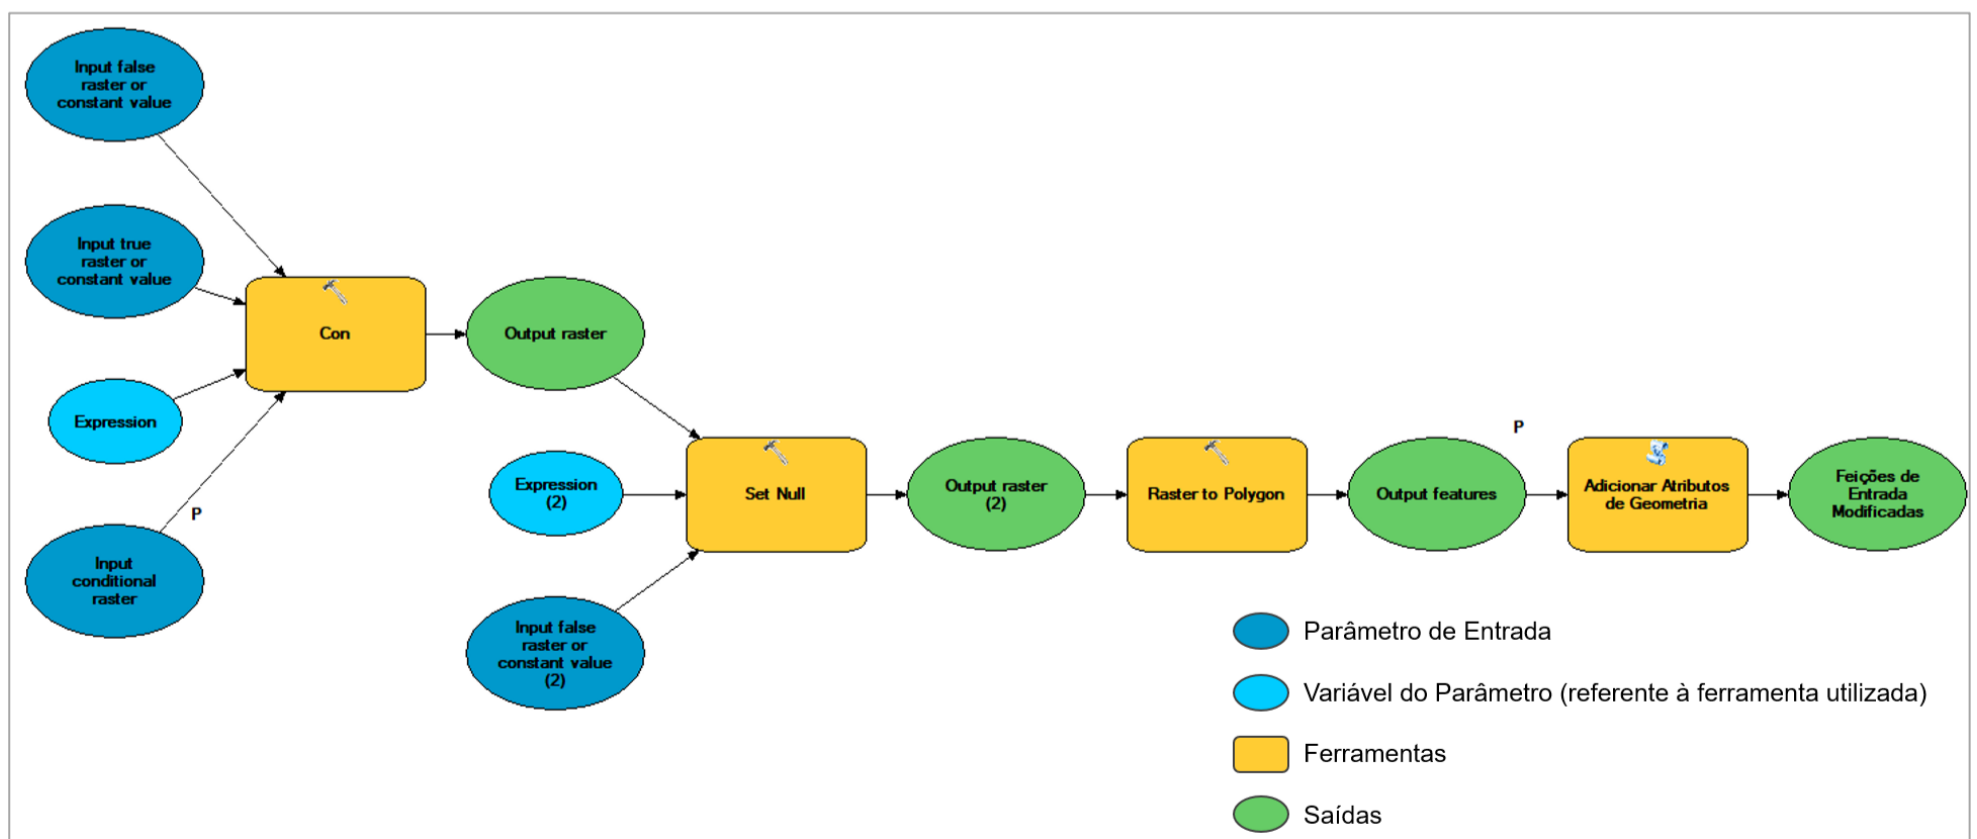 Input false
raster or
constant value
Input true
raster or
constant value
Con
Output raster
Expression
P
Input
conditional
raster
Expression
(2)
Set Null
Output raster
(2)
Raster to Polygon
Output features
P
Adicionar Atributos
de Geometria
Feições de
Entrada
Modificadas
Input false
raster or
constant value
(2)
Parâmetro de Entrada
Variável do Parâmetro (referente à ferramenta utilizada)
Ferramentas
Saídas